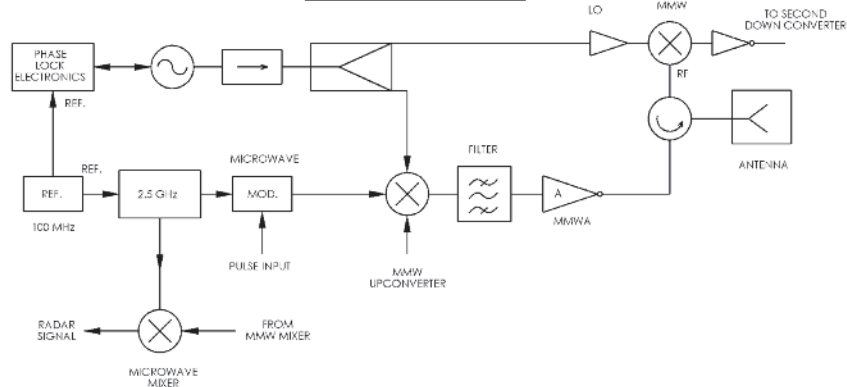 LO
MMW
TO SECOND
DOWN CONVERTER
PHASE
LOCK
ELECTRONICS
RF
REF.
FILTER
ANTENNA
MICROWAVE
REF.
REF.
2.5 GHz
MOD.
A
MMWA
100 MHz
PULSE INPUT
MMW
UPCONVERTER
RADAR
SIGNAL
FROM
MMW MIXER
MICROWAVE
MIXER